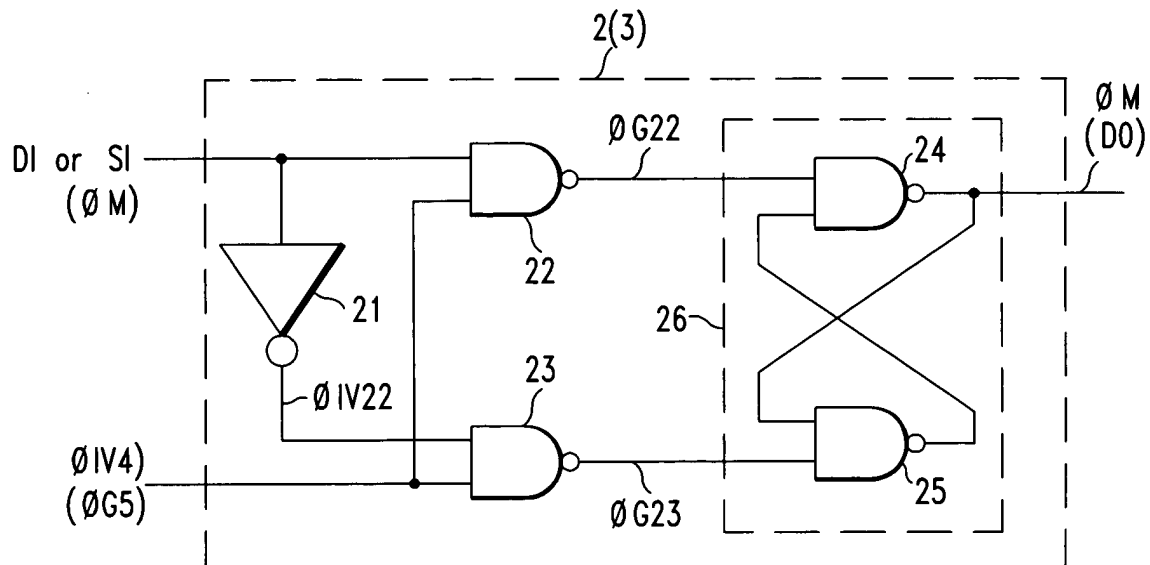 2(3)
DI or SI
(ØM)
ØG22
24
ØM
(DO)
22
21
26
ØIV22
23
ØIV4)
(ØG5)
ØG23
25